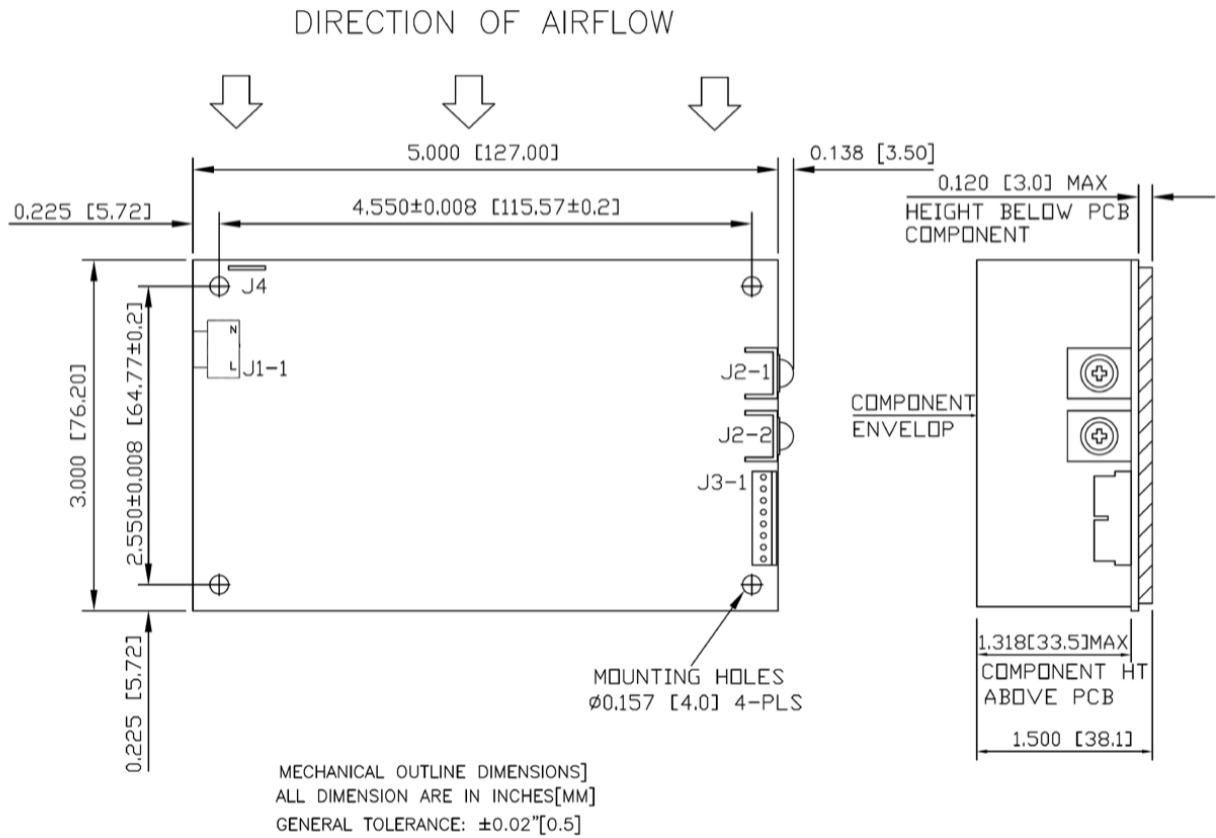 DIRECTION OF AIRFLOW
5.000 [127.00]
0.138 [3.50]
0.120 [3.0] MAX
HEIGHT BELOW PCB
COMPONENT
0.225 [5.72]
4.550±0.008 [115.57±0.2]
J4
N
L
J1-1
J2-1
J2-2
J3-1
3.000 [76.20]
2.550±0.008 [64.77±0.2]
0.225 [5.72]
COMPONENT
ENVELOP
MOUNTING HOLES
Ø0.157 [4.0] 4-PLS
1.318[33.5]MAX
COMPONENT HT
ABOVE PCB
1.500 [38.1]
MECHANICAL OUTLINE DIMENSIONS]
ALL DIMENSION ARE IN INCHES[MM]
GENERAL TOLERANCE: ±0.02"[0.5]